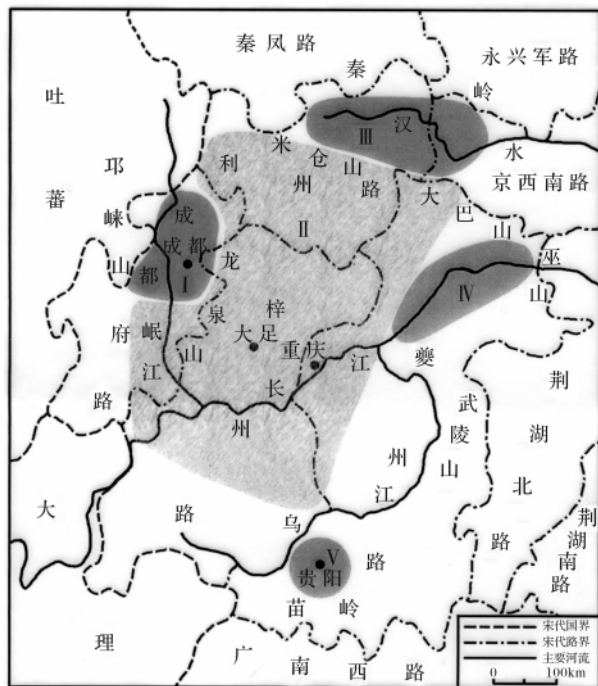 秦凤路
永兴军路
秦
岭
吐
蕃
Ⅲ
汉
水
邛
崃
山
利
州
路
米
仓
山
大
巴
山
京西南路
Ⅱ
成
都
府
路
成都
Ⅰ
龙
泉
山
巫
山
Ⅳ
梓
州
路
大足
重庆
岷
江
长
江
夔
州
路
武
陵
山
荆
湖
北
路
荆
湖
南
路
大
理
乌
江
Ⅴ
贵阳
苗岭
广南西路
宋代国界
宋代路界
主要河流
0 100km